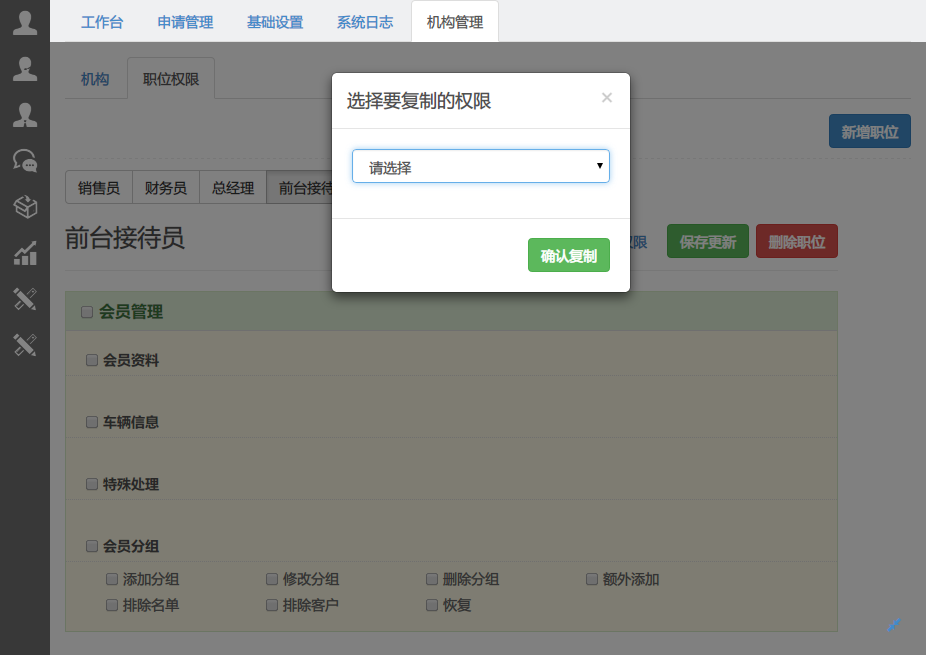 工作台 申请管理 基础设置 系统日志 机构管理
机构 职位权限
选择要复制的权限 ×
新增职位
请选择
销售员 财务员 总经理 前台接待
前台接待员 权限 保存更新 删除职位
确认复制
会员管理
会员资料
车辆信息
特殊处理
会员分组
添加分组 修改分组 删除分组 额外添加
排除名单 排除客户 恢复